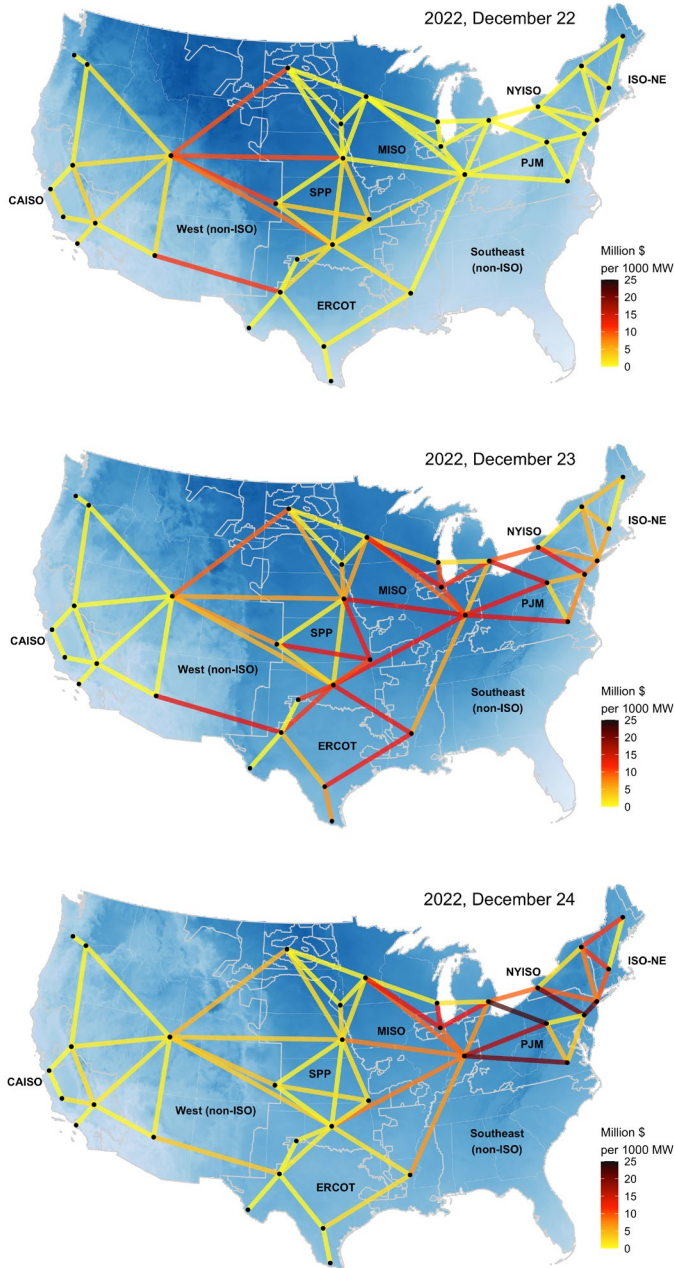 2022, December 22
ISO-NE
NYISO
MISO
PJM
CAISO
SPP
West (non-ISO)
Southeast
(non-ISO)
ERCOT
Million $
per 1000 MW
25
20
15
10
5
0
2022, December 23
ISO-NE
NYISO
MISO
PJM
CAISO
SPP
West (non-ISO)
Southeast
(non-ISO)
ERCOT
Million $
per 1000 MW
25
20
15
10
5
0
2022, December 24
ISO-NE
NYISO
MISO
PJM
CAISO
SPP
West (non-ISO)
Southeast
(non-ISO)
ERCOT
Million $
per 1000 MW
25
20
15
10
5
0